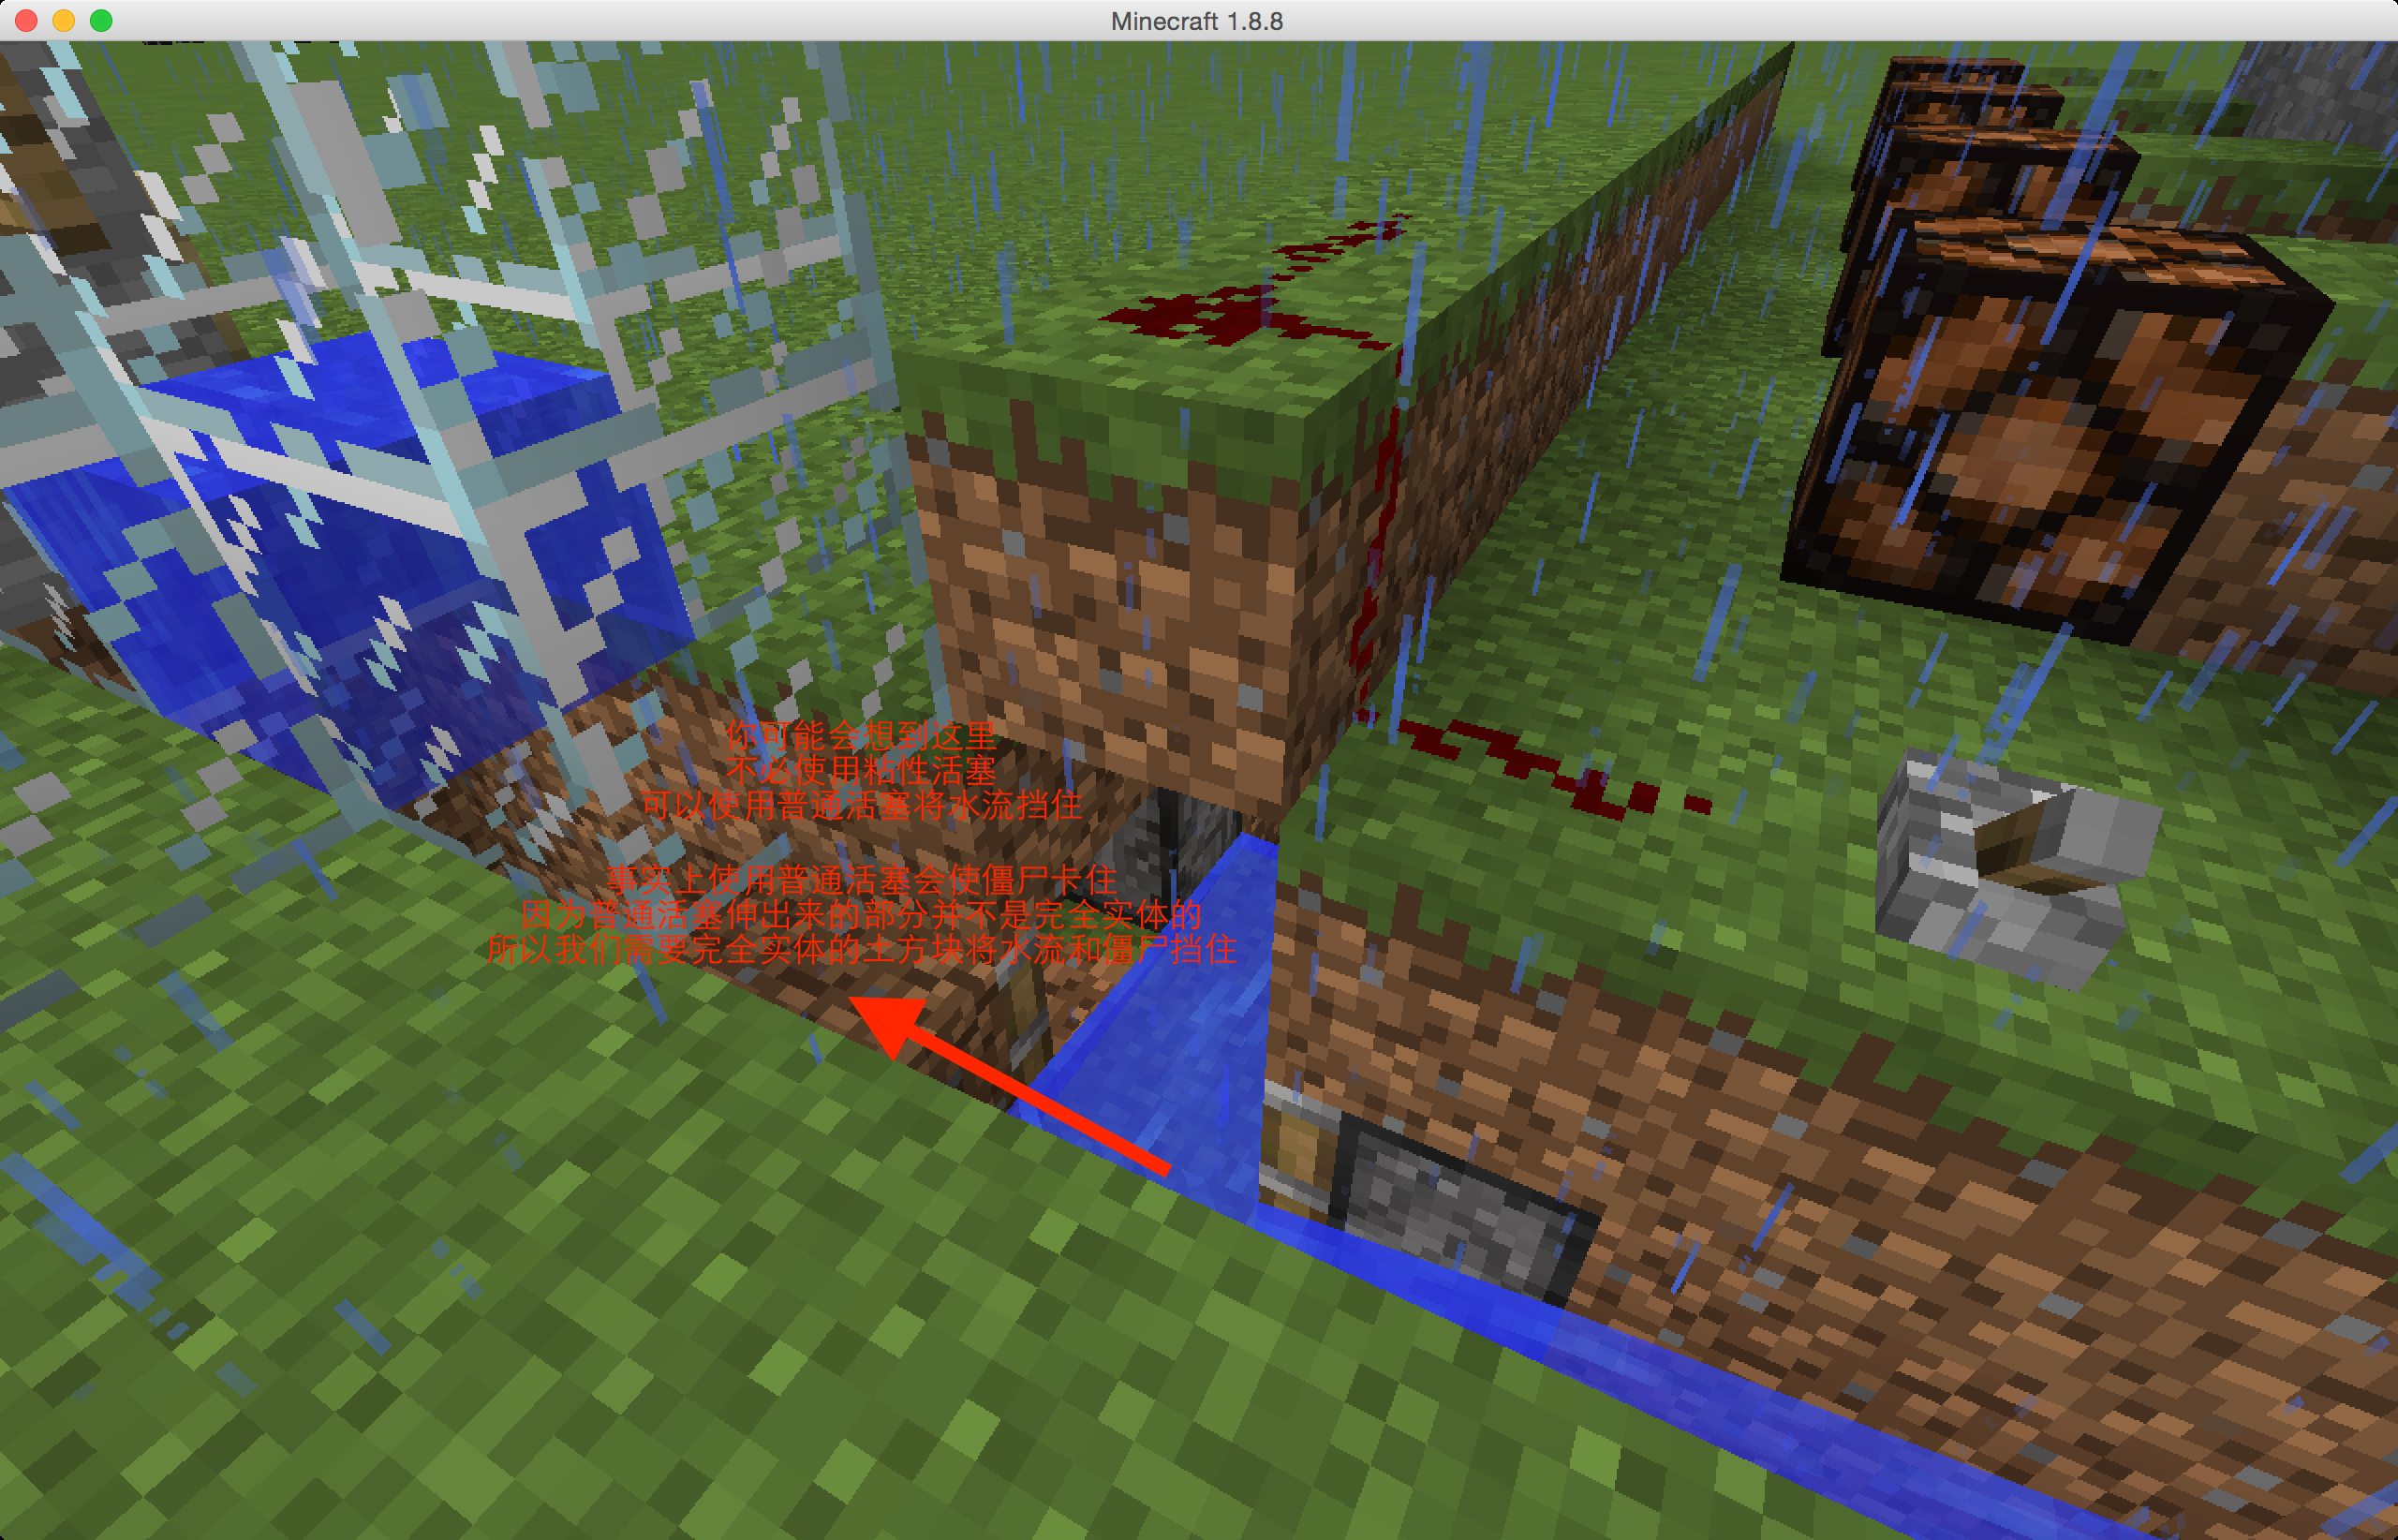 Minecraft 1.8.8
你可能会想到这里
不必使用粘性活塞
可以使用普通活塞将水流挡住
事实上使用普通活塞会使僵尸卡住
因为普通活塞伸出来的部分并不是完全实体的
所以我们需要完全实体的土方块将水流和僵尸挡住